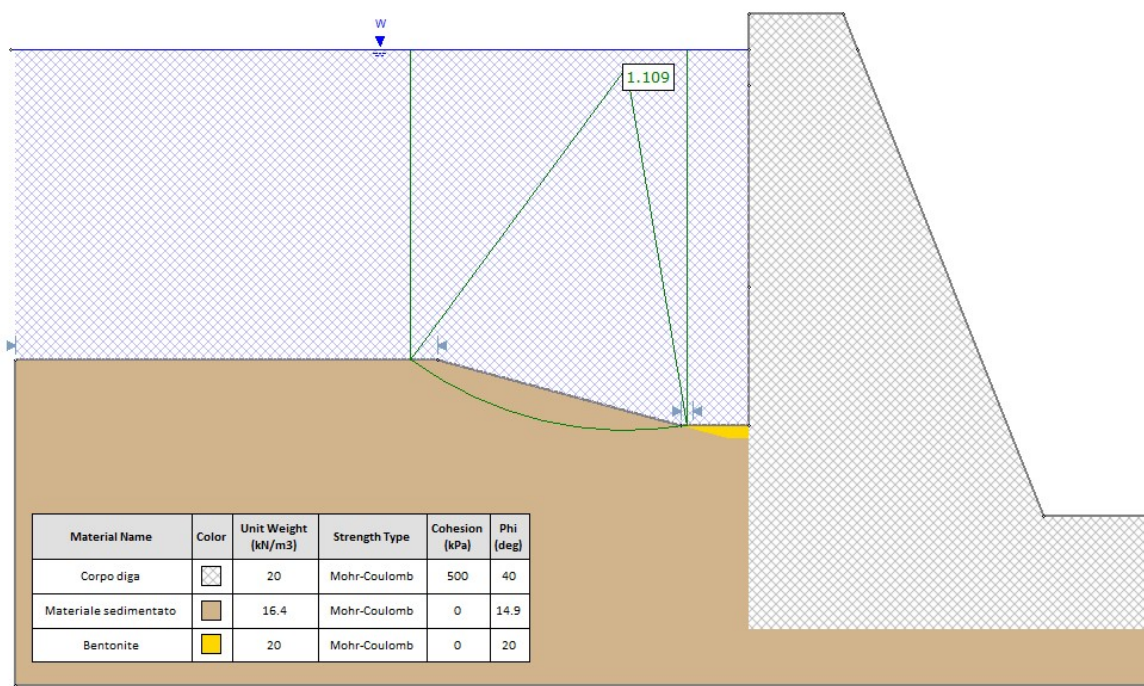 W
1.109
Material Name Color Unit Weight (kN/m3) Strength Type Cohesion (kPa) Phi (deg)
Corpo diga 20 Mohr-Coulomb 500 40
Materiale sedimentato 16.4 Mohr-Coulomb 0 14.9
Bentonite 20 Mohr-Coulomb 0 20